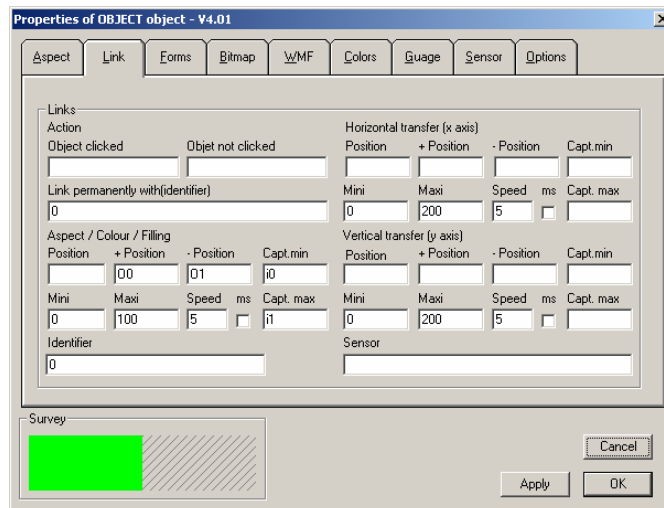 Properties of OBJECT object - V4.01
Aspect Link Forms Bitmap WMF Colors Guage Sensor Options
Links
Action
Object clicked Objet not clicked
Link permanently with(identifier)
0
Aspect / Colour / Filling
Position + Position - Position Capt.min
O0 O1 i0
Mini Maxi Speed ms Capt. max
0 100 5 i1
Identifier
0
Horizontal transfer (x axis)
Position + Position - Position Capt.min
Mini Maxi Speed ms Capt. max
0 200 5
Vertical transfer (y axis)
Position + Position - Position Capt.min
Mini Maxi Speed ms Capt. max
0 200 5
Sensor
Survey
Cancel
Apply OK